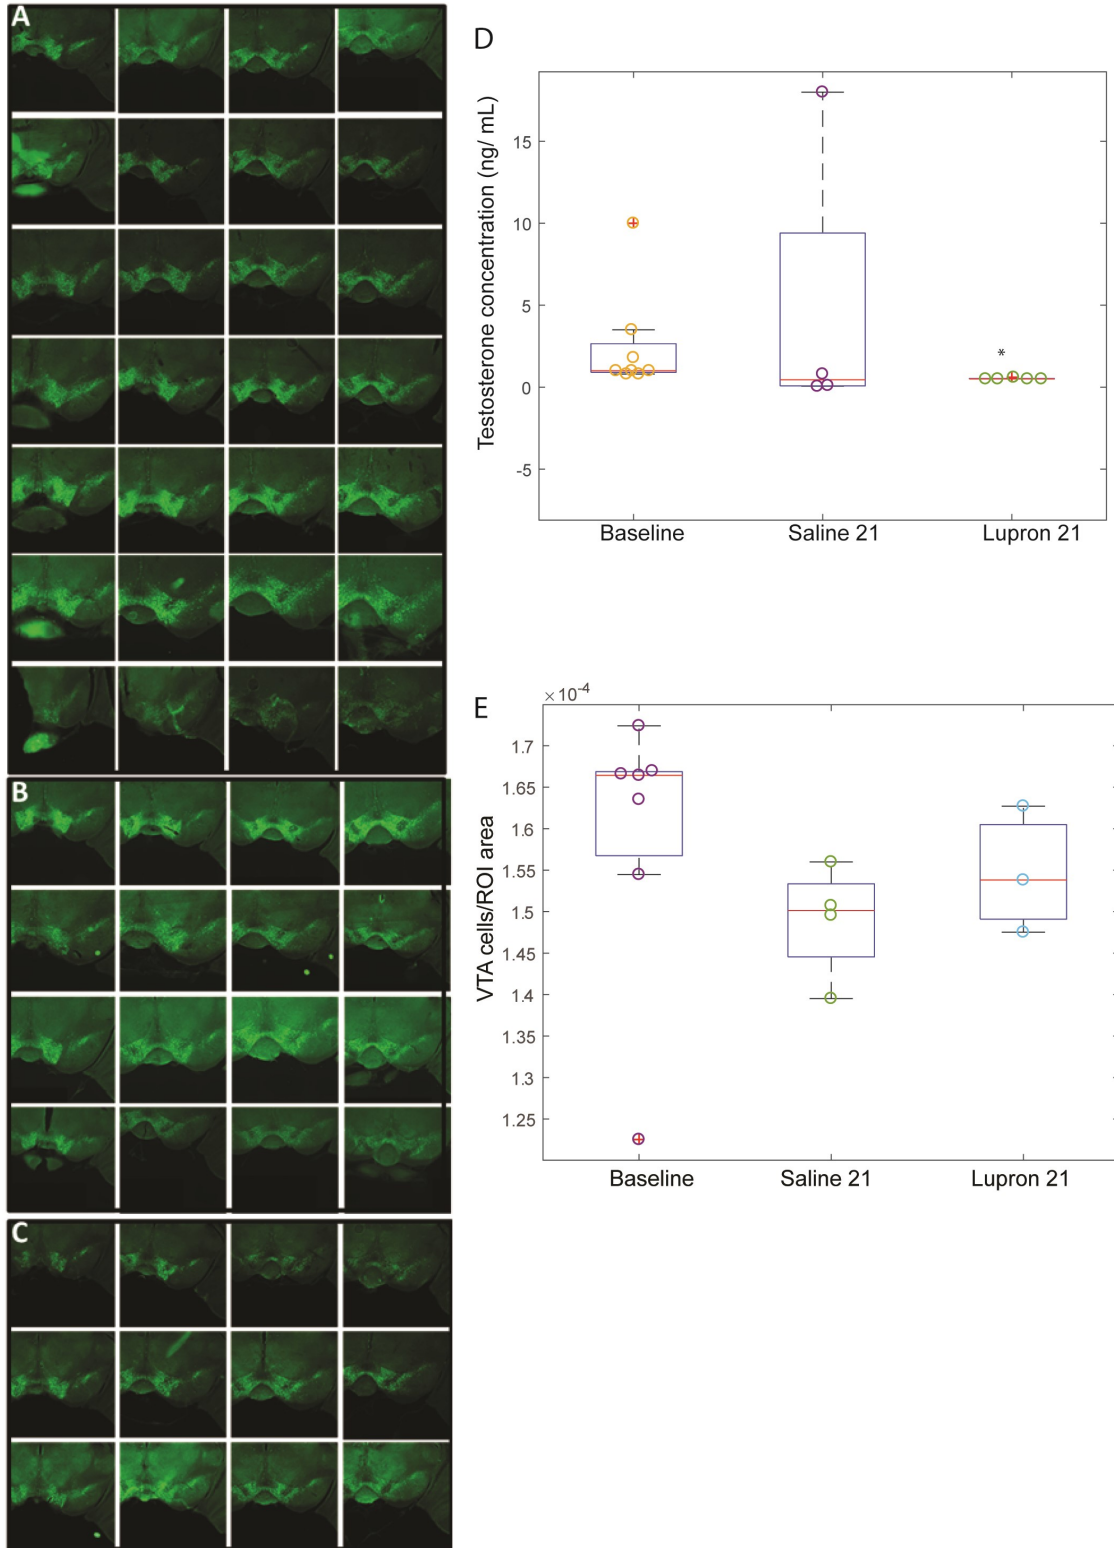 A
B
C
D
Testosterone concentration (ng/ mL)
15
10
5
0
-5
*
Baseline
Saline 21
Lupron 21
E
×10-4
VTA cells/ROI area
1.7
1.65
1.6
1.55
1.5
1.45
1.4
1.35
1.3
1.25
Baseline
Saline 21
Lupron 21